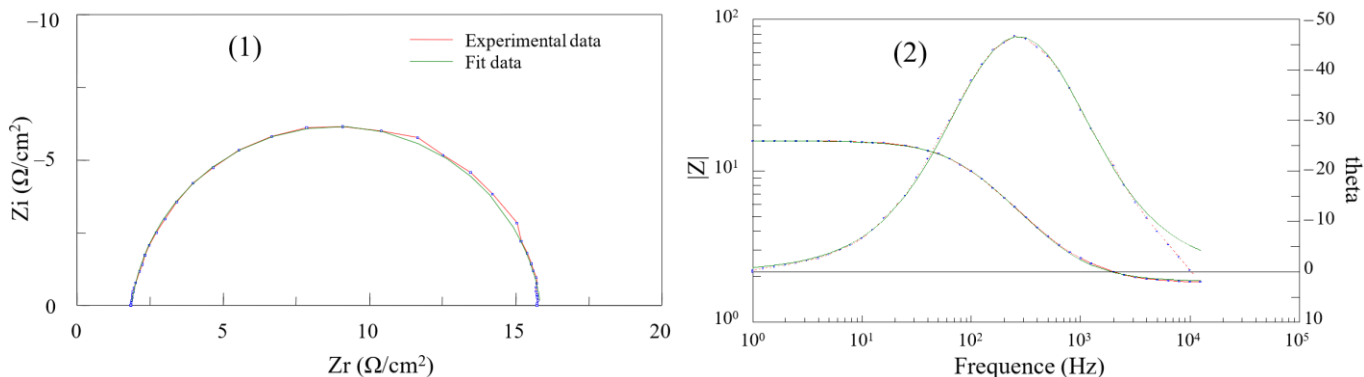 (1)
Experimental data
Fit data
−10
−5
0
Zi (Ω/cm²)
0 5 10 15 20
Zr (Ω/cm²)
(2)
10²
10¹
10⁰
|Z|
−50
−40
−30
−20
−10
0
10
theta
10⁰ 10¹ 10² 10³ 10⁴ 10⁵
Frequence (Hz)